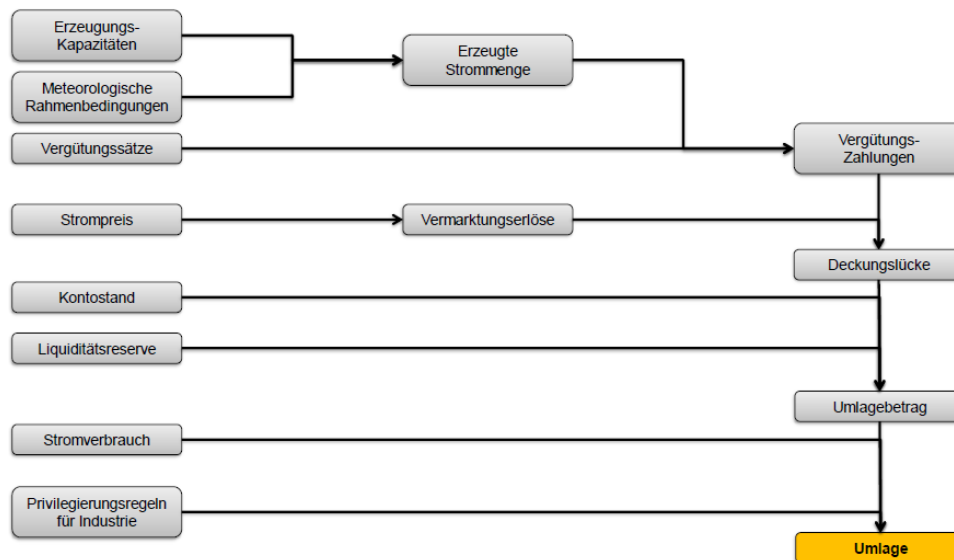 Erzeugungs-
Kapazitäten
Erzeugte
Strommenge
Meteorologische
Rahmenbedingungen
Vergütungssätze
Vergütungs-
Zahlungen
Strompreis
Vermarktungserlöse
Deckungslücke
Kontostand
Liquiditätsreserve
Umlagebetrag
Stromverbrauch
Privilegierungsregeln
für Industrie
Umlage